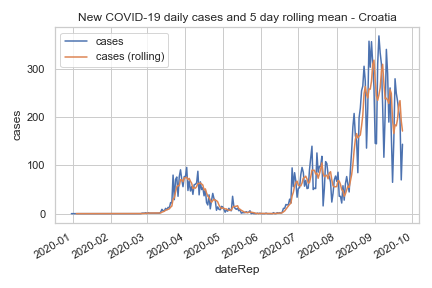 New COVID-19 daily cases and 5 day rolling mean - Croatia
cases
cases (rolling)
300
200
100
0
cases
2020-01
2020-02
2020-03
2020-04
2020-05
2020-06
2020-07
2020-08
2020-09
2020-10
dateRep